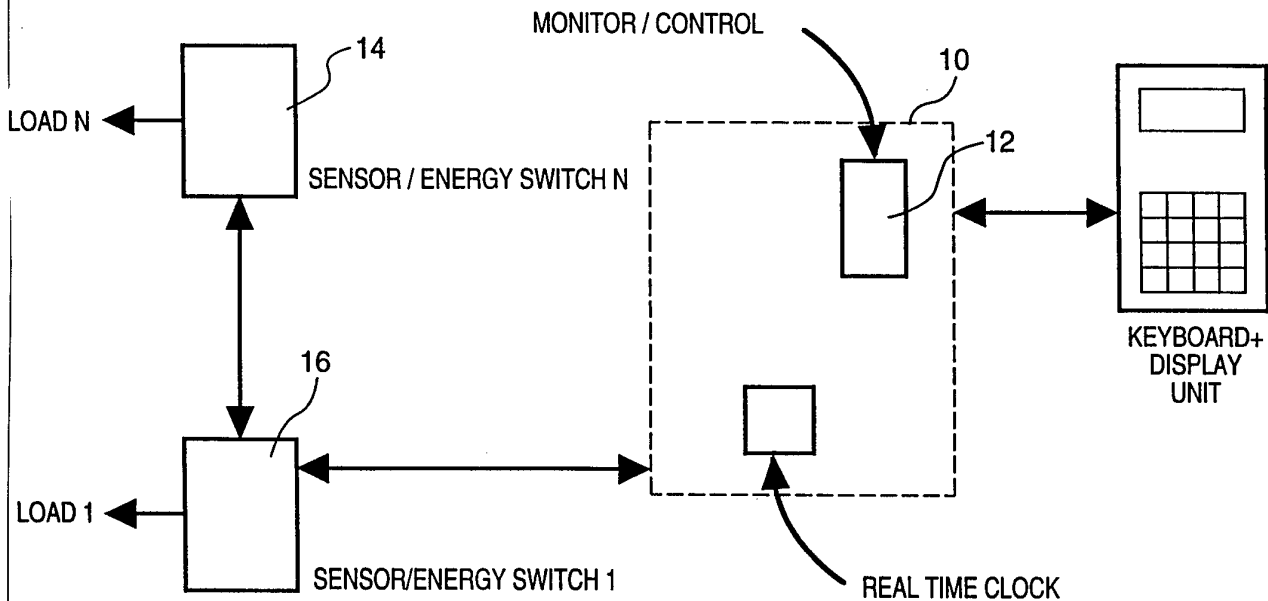 MONITOR / CONTROL
14
10
LOAD N
12
SENSOR / ENERGY SWITCH N
KEYBOARD+
DISPLAY
UNIT
16
LOAD 1
SENSOR/ENERGY SWITCH 1
REAL TIME CLOCK